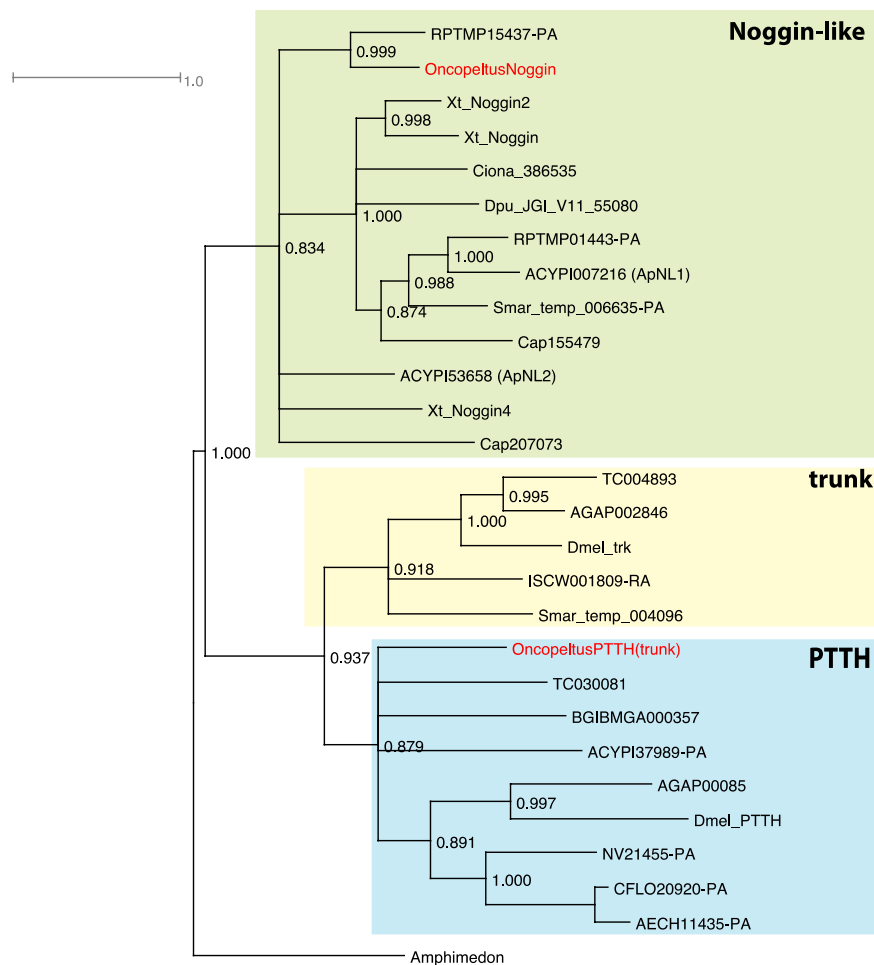 Noggin-like
RPTMP15437-PA
0.999
OncopeltusNoggin
1.0
Xt_Noggin2
0.998
Xt_Noggin
Ciona_386535
Dpu_JGI_V11_55080
1.000
RPTMP01443-PA
0.834
1.000
ACYPI007216 (ApNL1)
0.988
Smar_temp_006635-PA
0.874
Cap155479
ACYPI53658 (ApNL2)
Xt_Noggin4
Cap207073
1.000
trunk
TC004893
0.995
AGAP002846
1.000
Dmel_trk
0.918
ISCW001809-RA
Smar_temp_004096
OncopeltusPTTH(trunk)
PTTH
0.937
TC030081
BGIBMGA000357
0.879
ACYPI37989-PA
AGAP00085
0.997
Dmel_PTTH
0.891
NV21455-PA
1.000
CFLO20920-PA
AECH11435-PA
Amphimedon